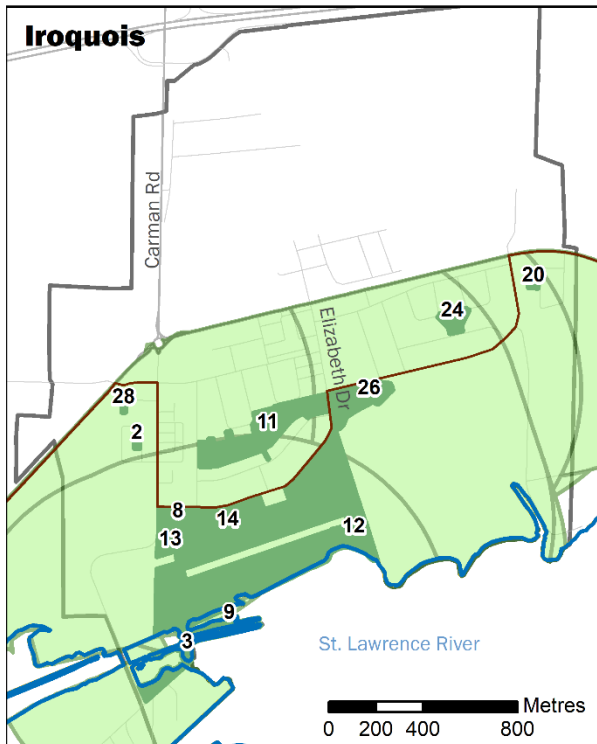 Iroquois
Carman Rd
Elizabeth Dr
20
24
28
26
2
11
8
14
12
13
9
3
St. Lawrence River
Metres
0 200 400 800